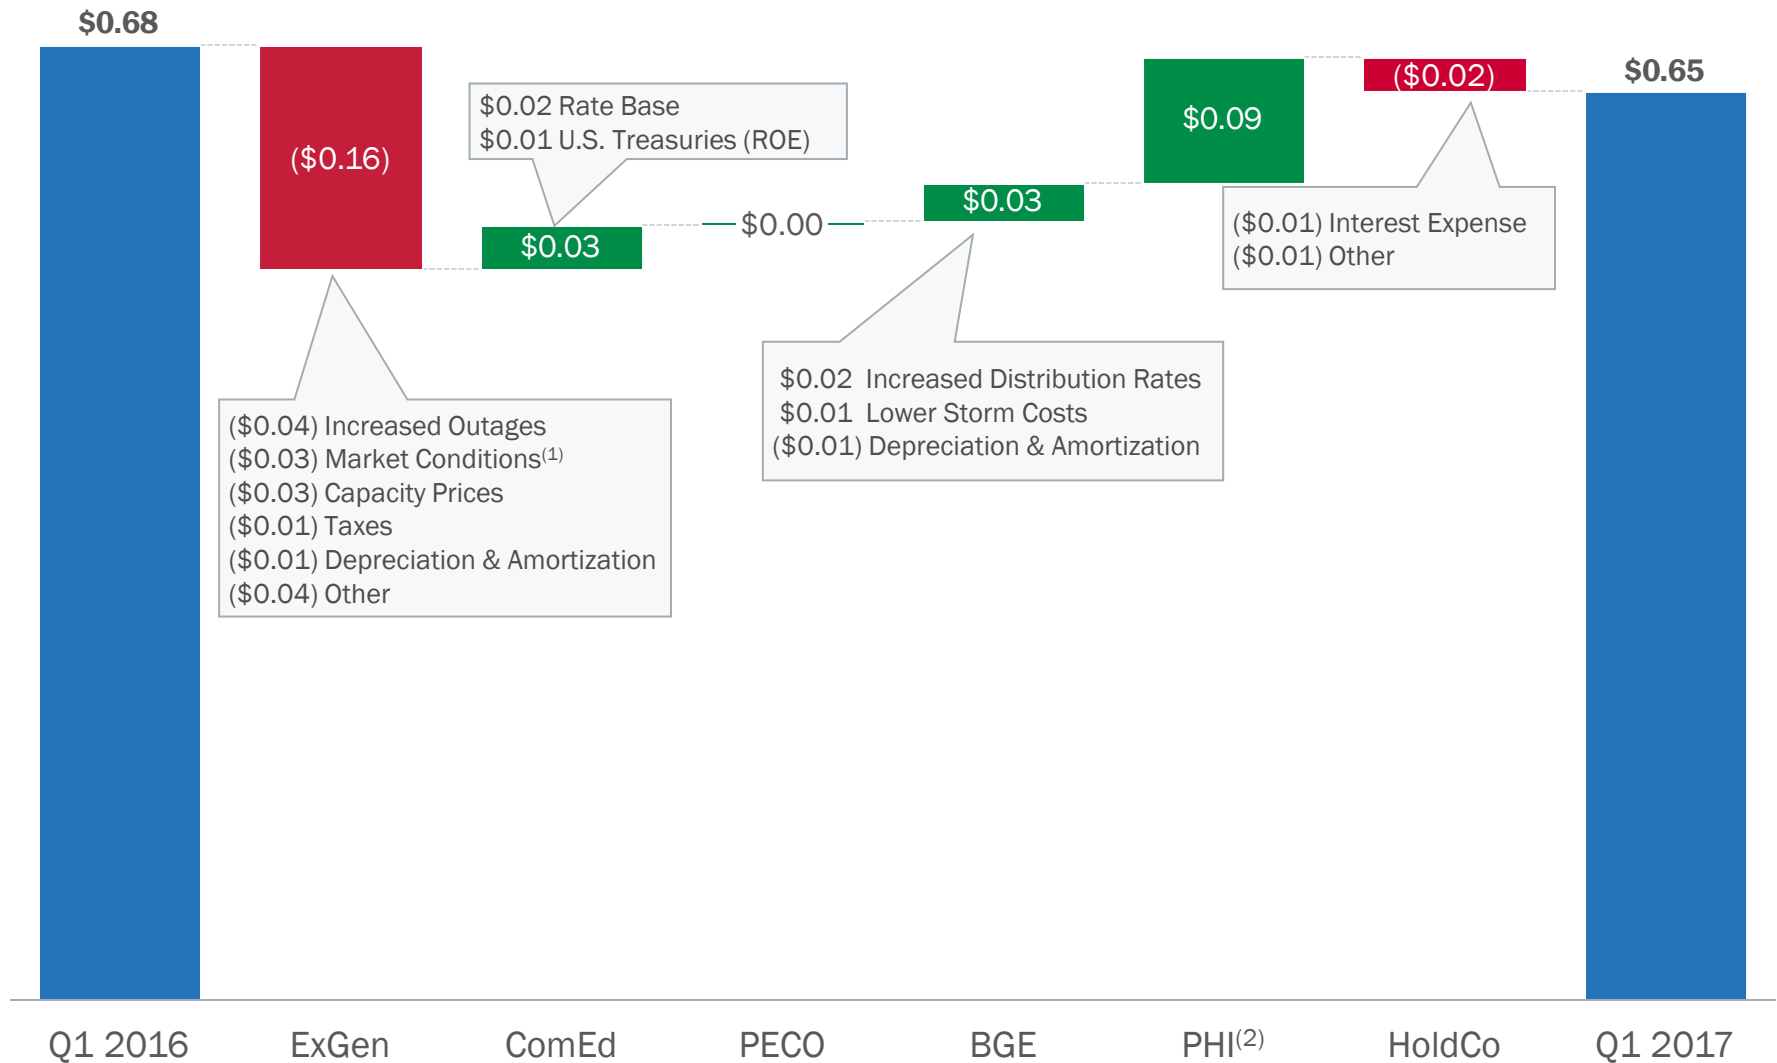 $0.68
($0.16)
$0.02 Rate Base
$0.01 U.S. Treasuries (ROE)
$0.03
$0.00
$0.03
$0.09
($0.02)
$0.65
($0.01) Interest Expense
($0.01) Other
$0.02 Increased Distribution Rates
$0.01 Lower Storm Costs
($0.01) Depreciation & Amortization
($0.04) Increased Outages
($0.03) Market Conditions(1)
($0.03) Capacity Prices
($0.01) Taxes
($0.01) Depreciation & Amortization
($0.04) Other
Q1 2016 ExGen ComEd PECO BGE PHI(2) HoldCo Q1 2017